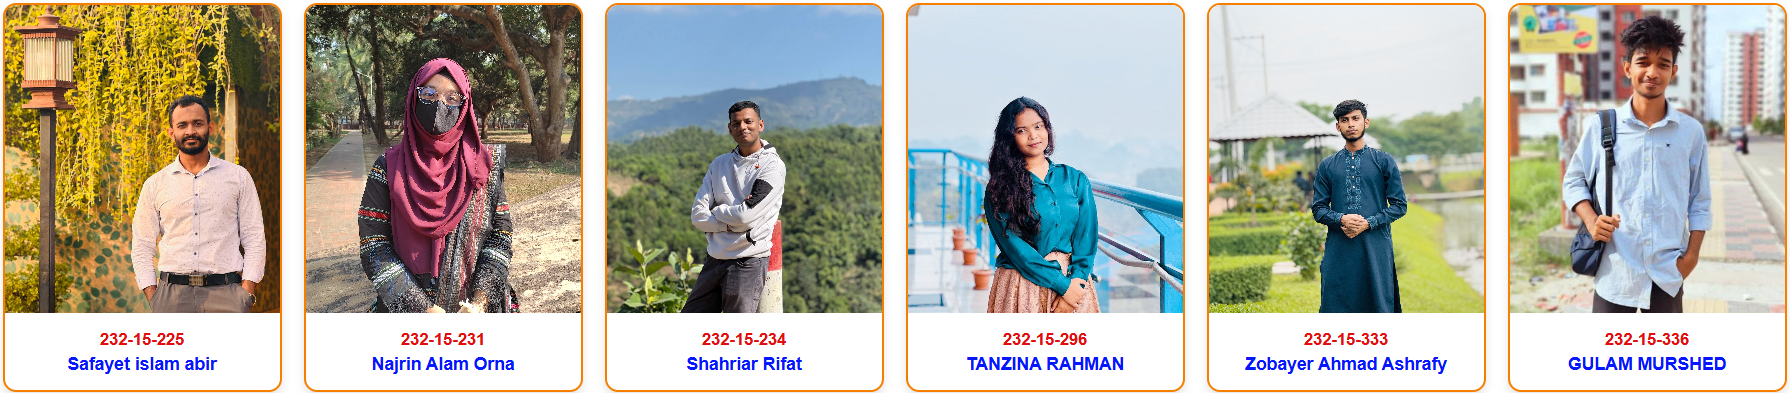 232-15-225
Safayet islam abir
232-15-231
Najrin Alam Orna
232-15-234
Shahriar Rifat
232-15-296
TANZINA RAHMAN
232-15-333
Zobayer Ahmad Ashrafy
232-15-336
GULAM MURSHED